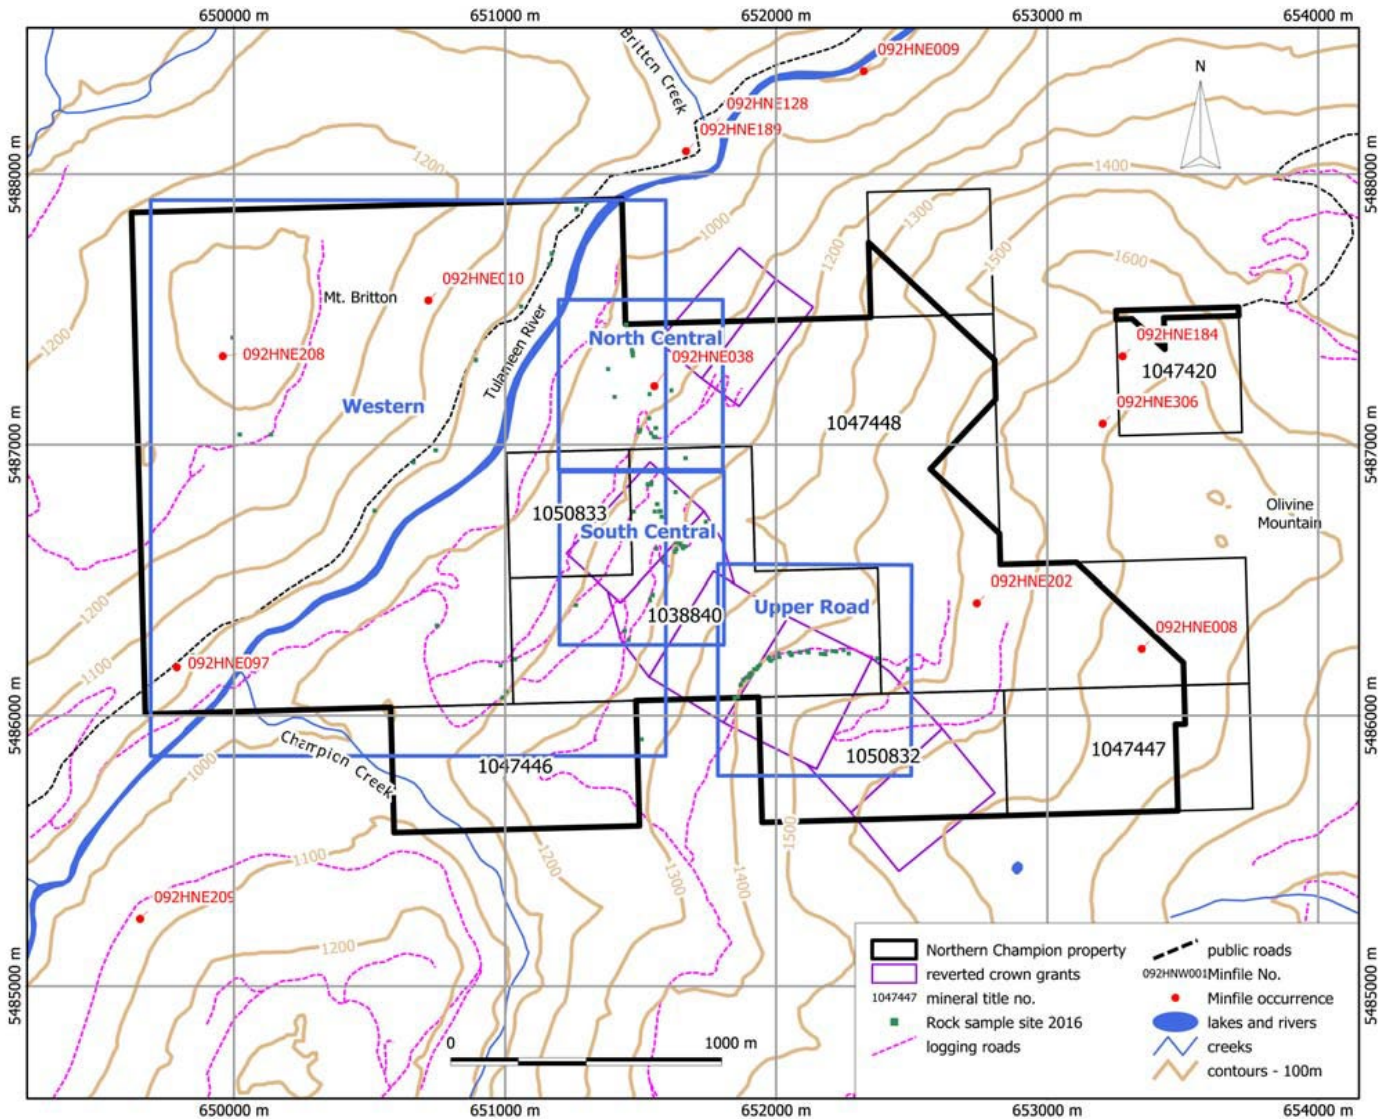 650000 m
651000 m
652000 m
653000 m
654000 m
Britton Creek
092HNE009
092HNE128
092HNE189
N
5488000 m
5488000 m
1200
1400
1000
1300
1200
1500
1600
092HNE010
Mt. Britton
Tulameen River
North Central
092HNE038
092HNE208
1200
092HNE184
1047420
092HNE306
Western
1047448
5487000 m
5487000 m
1050833
South Central
Olivine
Mountain
1200
092HNE202
Upper Road
1038840
092HNE008
1100
092HNE097
5486000 m
5486000 m
Champion Creek
1000
1047446
1050832
1047447
1500
1100
1200
1300
1400
092HNE209
1200
5485000 m
5485000 m
0
1000 m
Northern Champion property
reverted crown grants
1047447 mineral title no.
Rock sample site 2016
logging roads
public roads
092HNW001 Minfile No.
Minfile occurrence
lakes and rivers
creeks
contours - 100m
650000 m
651000 m
652000 m
653000 m
654000 m